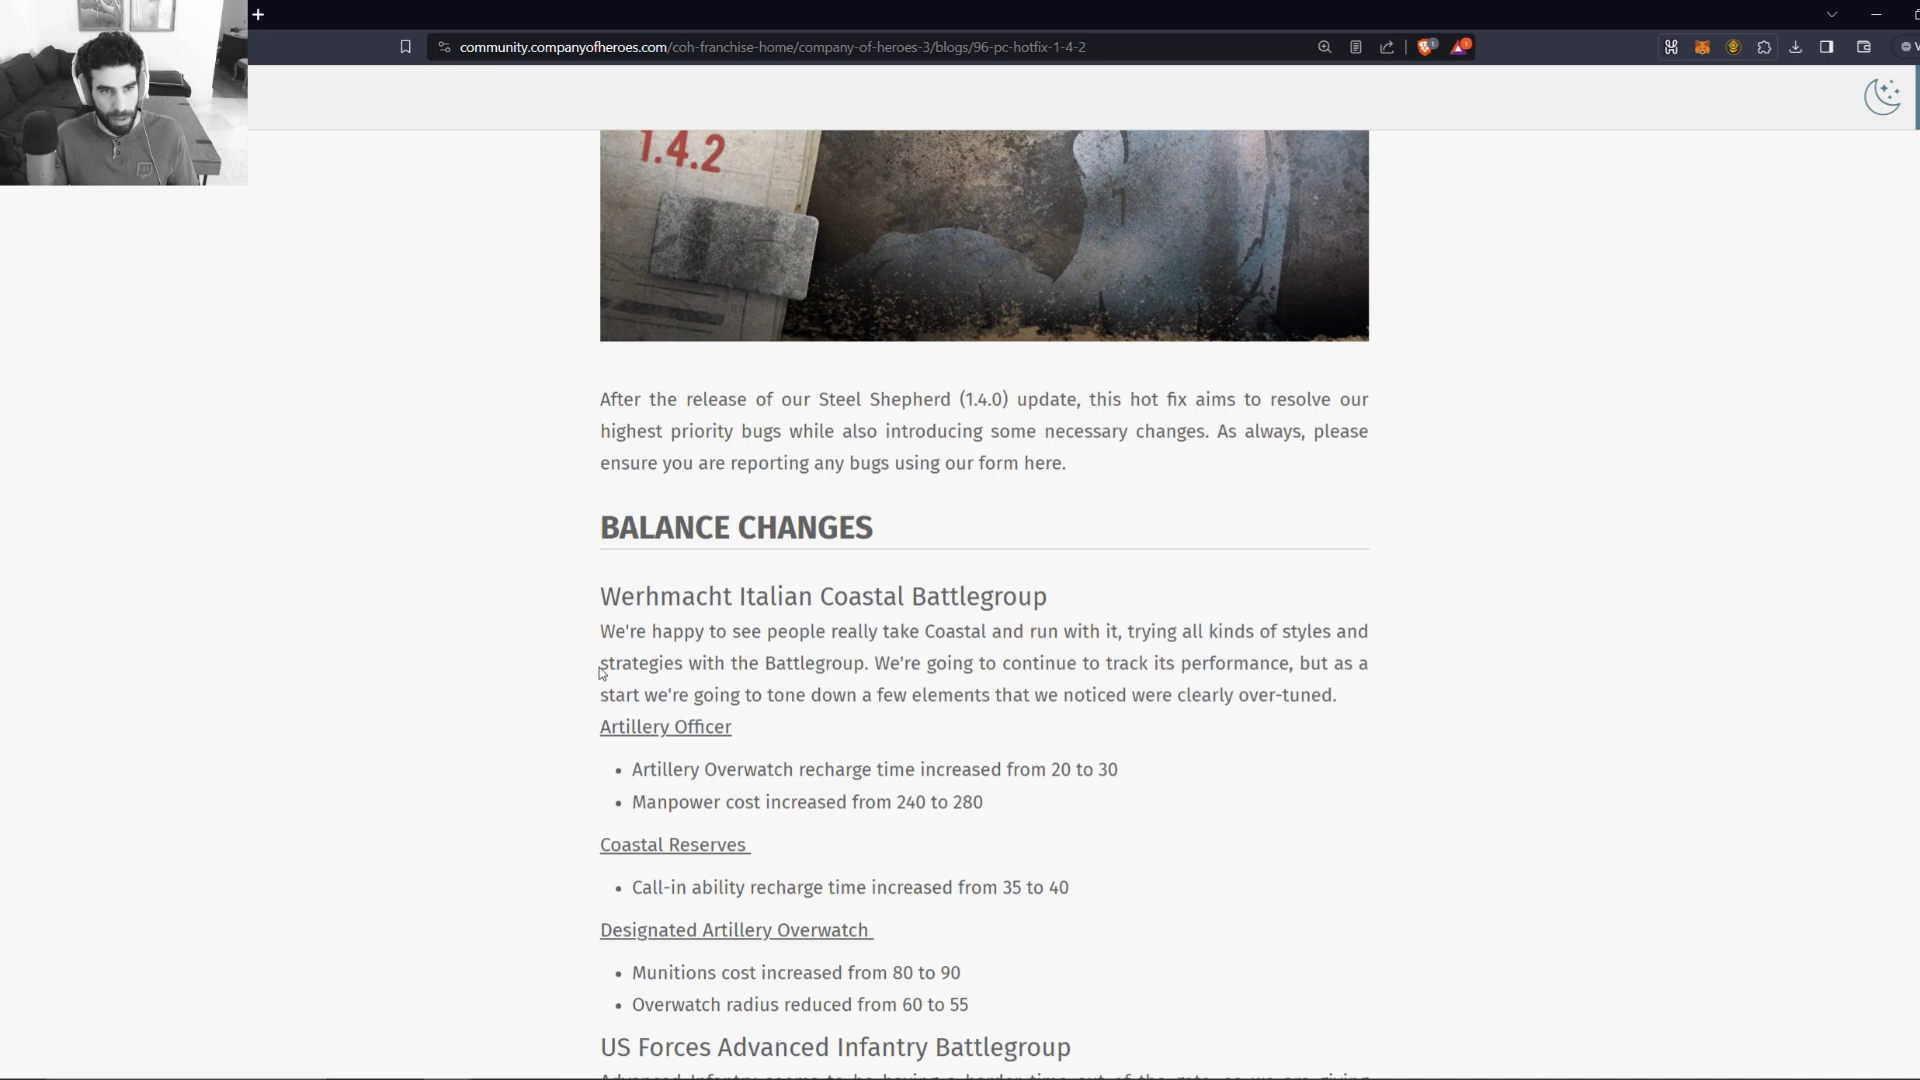 community.companyofheroes.com/coh-franchise-home/company-of-heroes-3/blogs/96-pc-hotfix-1-4-2
1.4.2
After the release of our Steel Shepherd (1.4.0) update, this hot fix aims to resolve our
highest priority bugs while also introducing some necessary changes. As always, please
ensure you are reporting any bugs using our form here.
BALANCE CHANGES
Werhmacht Italian Coastal Battlegroup
We're happy to see people really take Coastal and run with it, trying all kinds of styles and
strategies with the Battlegroup. We're going to continue to track its performance, but as a
start we're going to tone down a few elements that we noticed were clearly over-tuned.
Artillery Officer
• Artillery Overwatch recharge time increased from 20 to 30
• Manpower cost increased from 240 to 280
Coastal Reserves
• Call-in ability recharge time increased from 35 to 40
Designated Artillery Overwatch
• Munitions cost increased from 80 to 90
• Overwatch radius reduced from 60 to 55
US Forces Advanced Infantry Battlegroup